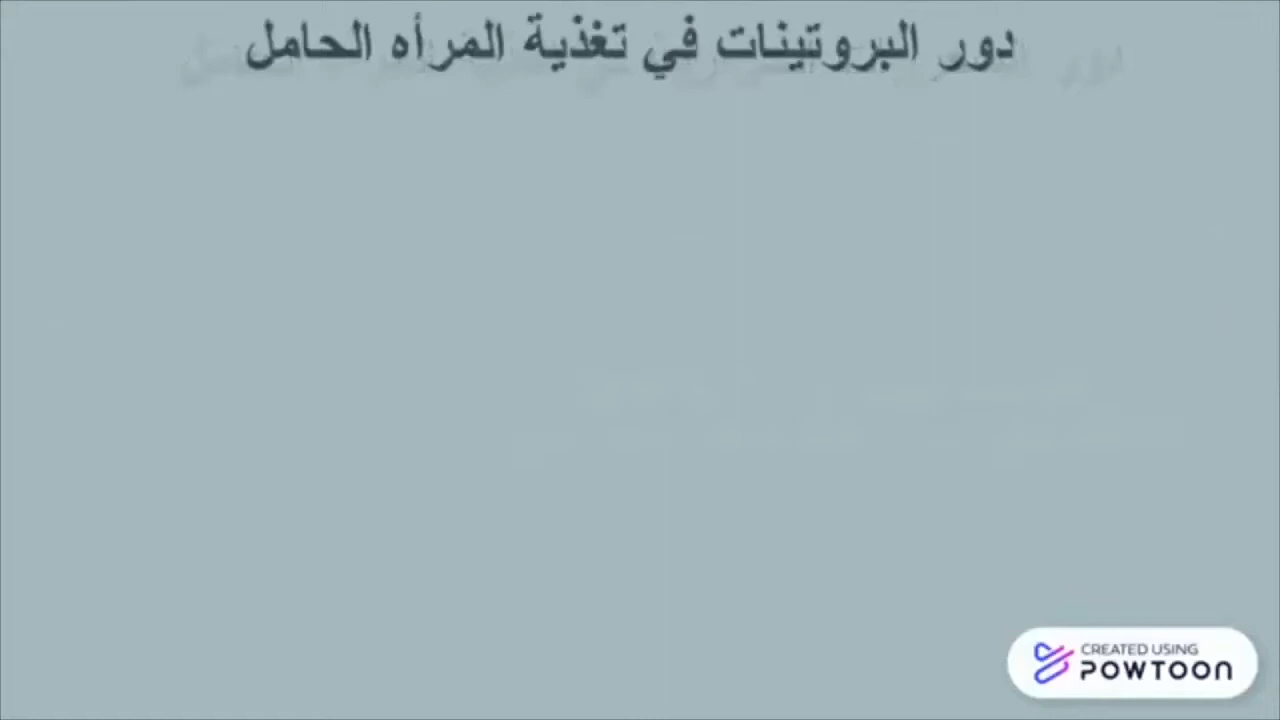 دور البروتينات في تغذية المرأه الحامل
CREATED USING
POWTOON